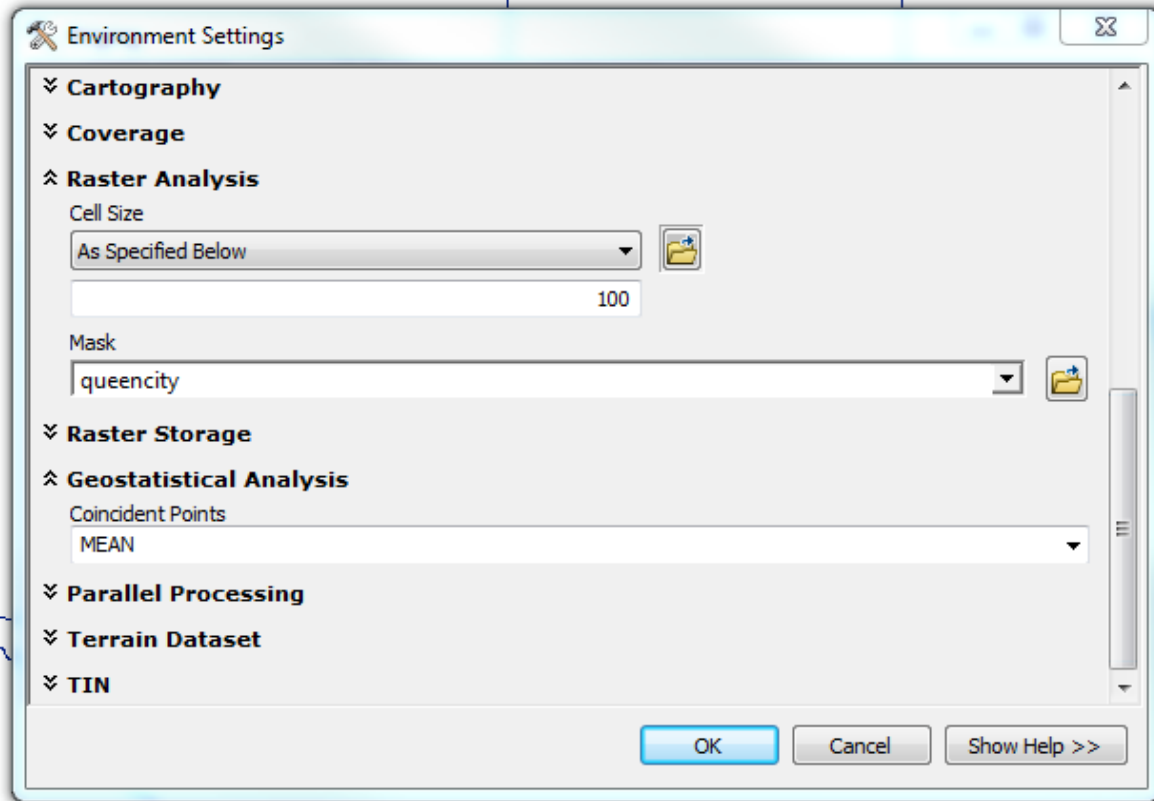 Environment Settings
Cartography
Coverage
Raster Analysis
Cell Size
As Specified Below
100
Mask
queencity
Raster Storage
Geostatistical Analysis
Coincident Points
MEAN
Parallel Processing
Terrain Dataset
TIN
OK Cancel Show Help >>